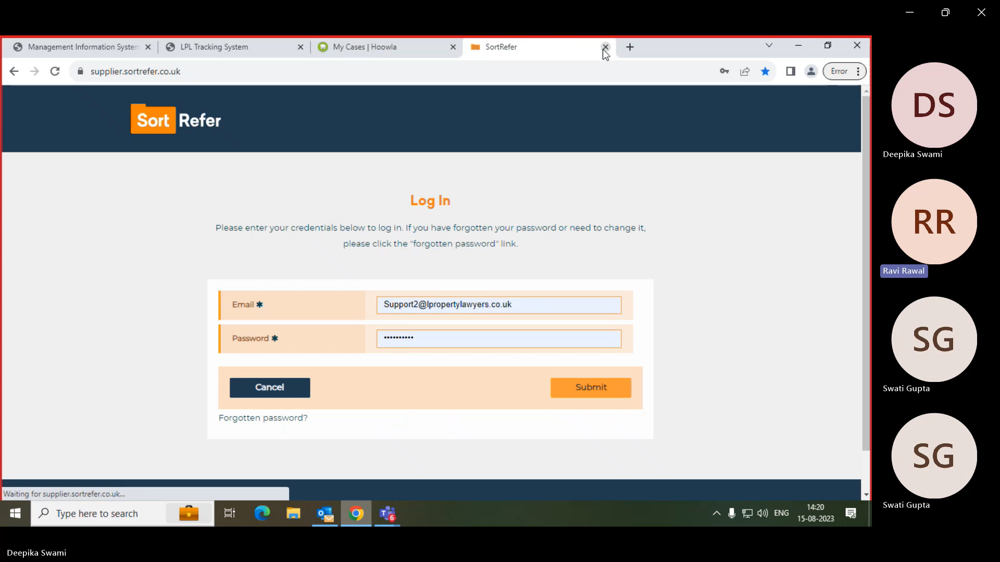 Management Information System
LPL Tracking System
My Cases | Hoowla
SortRefer
supplier.sortrefer.co.uk
Error
Sort Refer
Log In
Please enter your credentials below to log in. If you have forgotten your password or need to change it,
please click the "forgotten password" link.
Email *
Support2@lpropertylawyers.co.uk
Password *
••••••••••
Cancel
Submit
Forgotten password?
Waiting for supplier.sortrefer.co.uk...
Type here to search
6
ENG
14:20
15-08-2023
DS
Deepika Swami
RR
Ravi Rawal
SG
Swati Gupta
SG
Swati Gupta
Deepika Swami